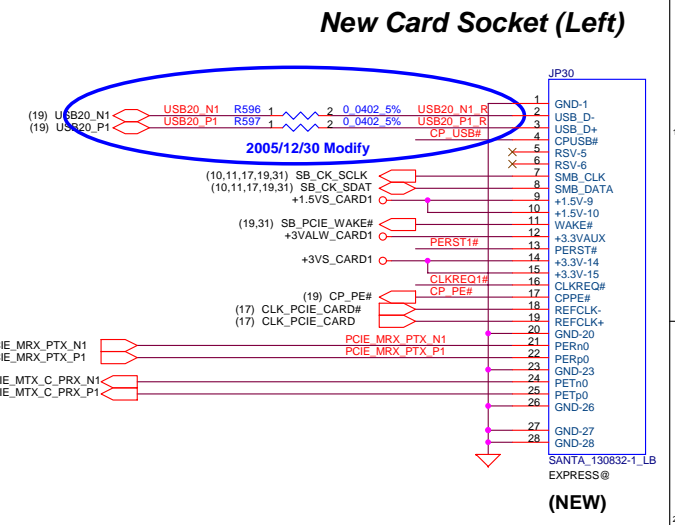 New Card Socket (Left)
JP30
(19) USB20_N1 USB20_N1 R596 1 2 0_0402_5% USB20_N1_R
(19) USB20_P1 USB20_P1 R597 1 2 0_0402_5% USB20_P1_R
CP_USB#
2005/12/30 Modify
(10,11,17,19,31) SB_CK_SCLK
(10,11,17,19,31) SB_CK_SDAT
+1.5VS_CARD1
(19,31) SB_PCIE_WAKE#
+3VALW_CARD1
PERST1#
+3VS_CARD1
CLKREQ1#
(19) CP_PE# CP_PE#
(17) CLK_PCIE_CARD#
(17) CLK_PCIE_CARD
CIE_MRX_PTX_N1 PCIE_MRX_PTX_N1
CIE_MRX_PTX_P1 PCIE_MRX_PTX_P1
IE_MTX_C_PRX_N1
IE_MTX_C_PRX_P1
1 GND-1
2 USB_D-
3 USB_D+
4 CPUSB#
5 RSV-5
6 RSV-6
7 SMB_CLK
8 SMB_DATA
9 +1.5V-9
10 +1.5V-10
11 WAKE#
12 +3.3VAUX
13 PERST#
14 +3.3V-14
15 +3.3V-15
16 CLKREQ#
17 CPPE#
18 REFCLK-
19 REFCLK+
20 GND-20
21 PERn0
22 PERp0
23 GND-23
24 PETn0
25 PETp0
26 GND-26
27 GND-27
28 GND-28
SANTA_130832-1_LB
EXPRESS@
(NEW)